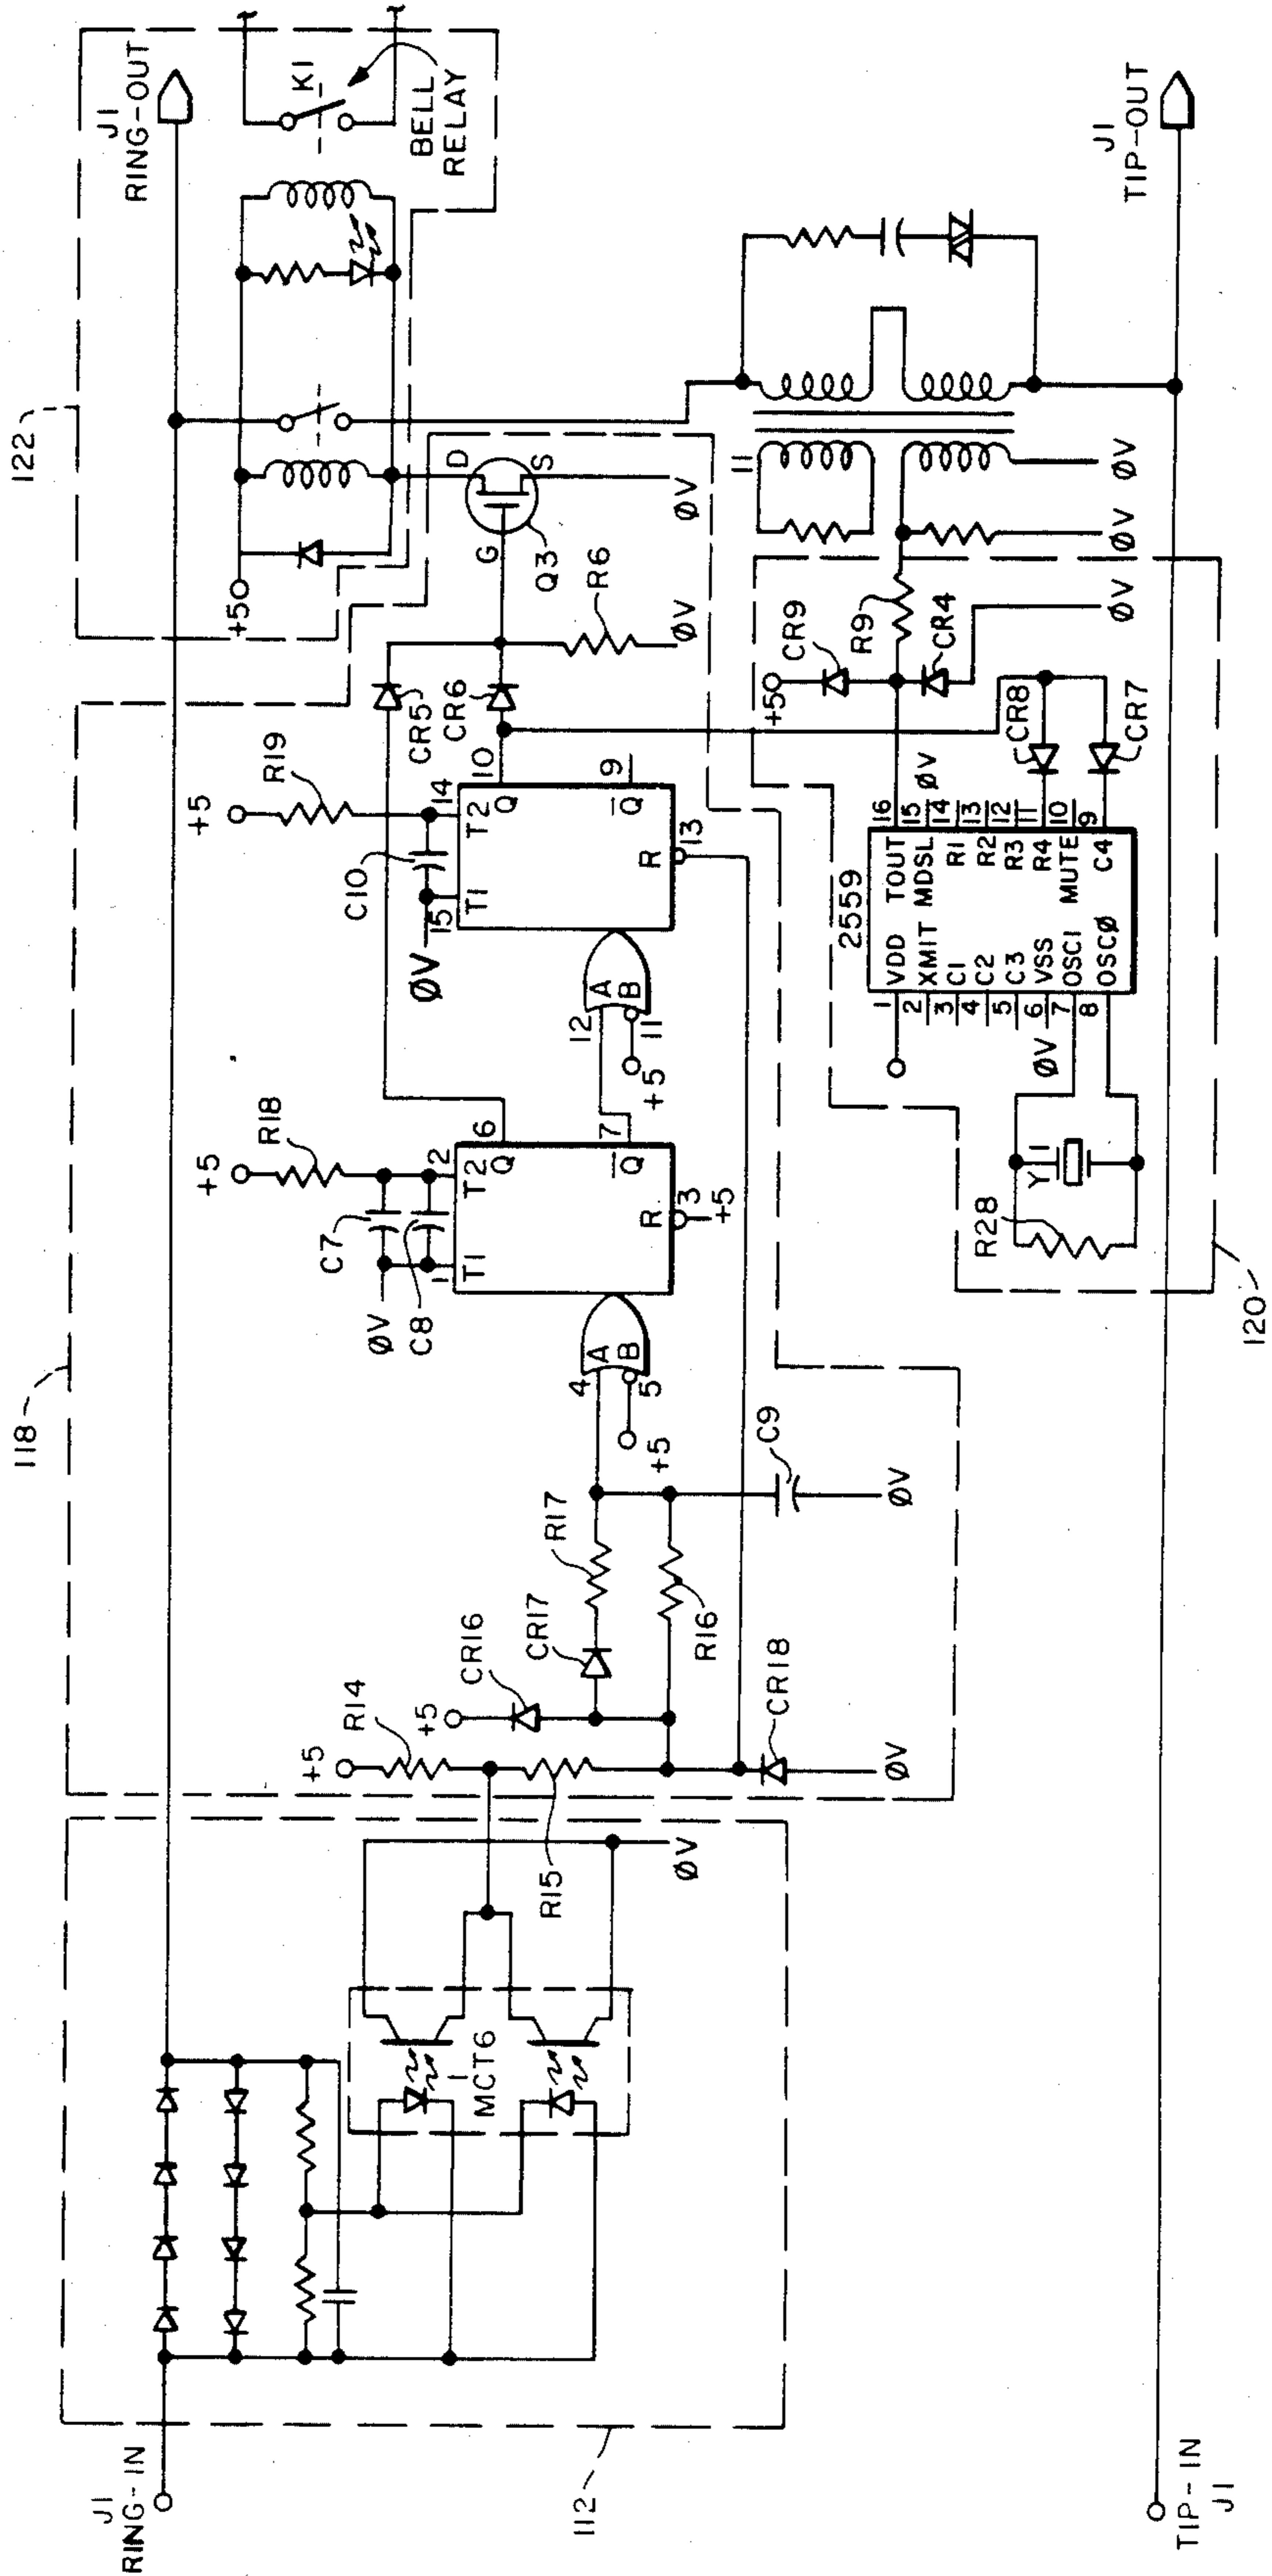 122
118
J1
RING-OUT
K1
BELL
RELAY
+5
+5
R19
CR5
CR6
G
D
S
Q3
R6
ØV
ØV
C10
ØV
15
T1
T2
14
10
Q
9
Q̅
R
13
12
A
B
11
+5
+5
R18
C7
C8
ØV
1
T1
T2
2
6
Q
7
Q̅
R
3
+5
4
A
B
5
+5
R17
CR17
CR16
+5
R16
C9
ØV
R14
+5
R15
CR18
ØV
ØV
MCT6
1
J1
RING-IN
112
11
ØV
ØV
ØV
+5
CR9
R9
CR4
CR8
CR7
2559
1
VDD
TOUT
16
2
XMIT
MDSL
15
ØV
3
C1
R1
14
4
C2
R2
13
5
C3
R3
12
6
VSS
R4
11
ØV
7
OSC1
MUTE
10
8
OSCØ
C4
9
R28
Y1
120
J1
TIP-OUT
TIP-IN
J1